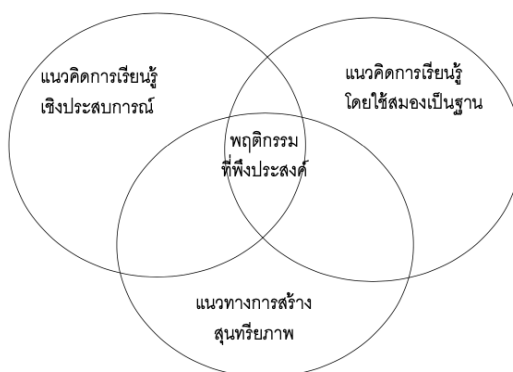 แนวคิดการเรียนรู้
เชิงประสบการณ์
แนวคิดการเรียนรู้
โดยใช้สมองเป็นฐาน
พฤติกรรม
ที่พึงประสงค์
แนวทางการสร้าง
สุนทรียภาพ